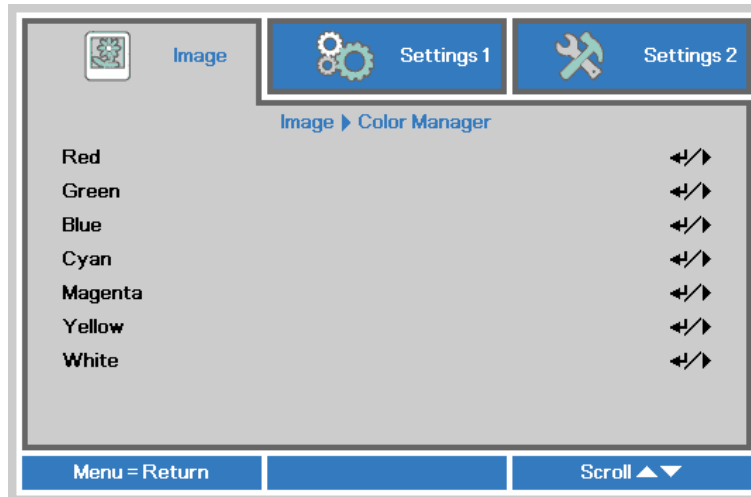 Image
Settings 1
Settings 2
Image ▶ Color Manager
Red
Green
Blue
Cyan
Magenta
Yellow
White
Menu = Return
Scroll ▲▼